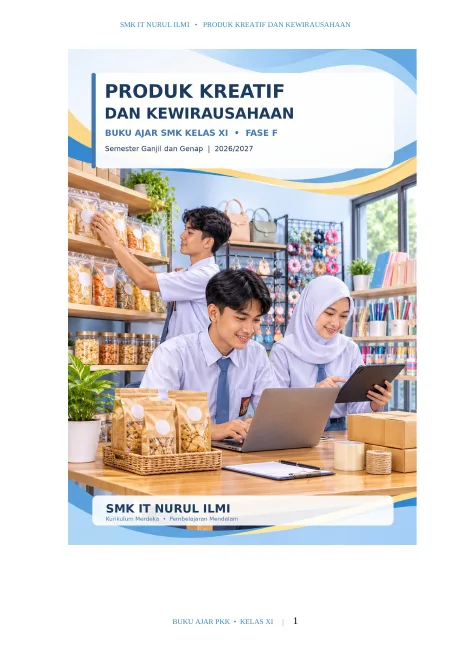 SMK IT NURUL ILMI • PRODUK KREATIF DAN KEWIRAUSAHAAN
PRODUK KREATIF
DAN KEWIRAUSAHAAN
BUKU AJAR SMK KELAS XI • FASE F
Semester Ganjil dan Genap | 2026/2027
SMK IT NURUL ILMI
Kurikulum Merdeka • Pembelajaran Mendalam
BUKU AJAR PKK • KELAS XI | 1